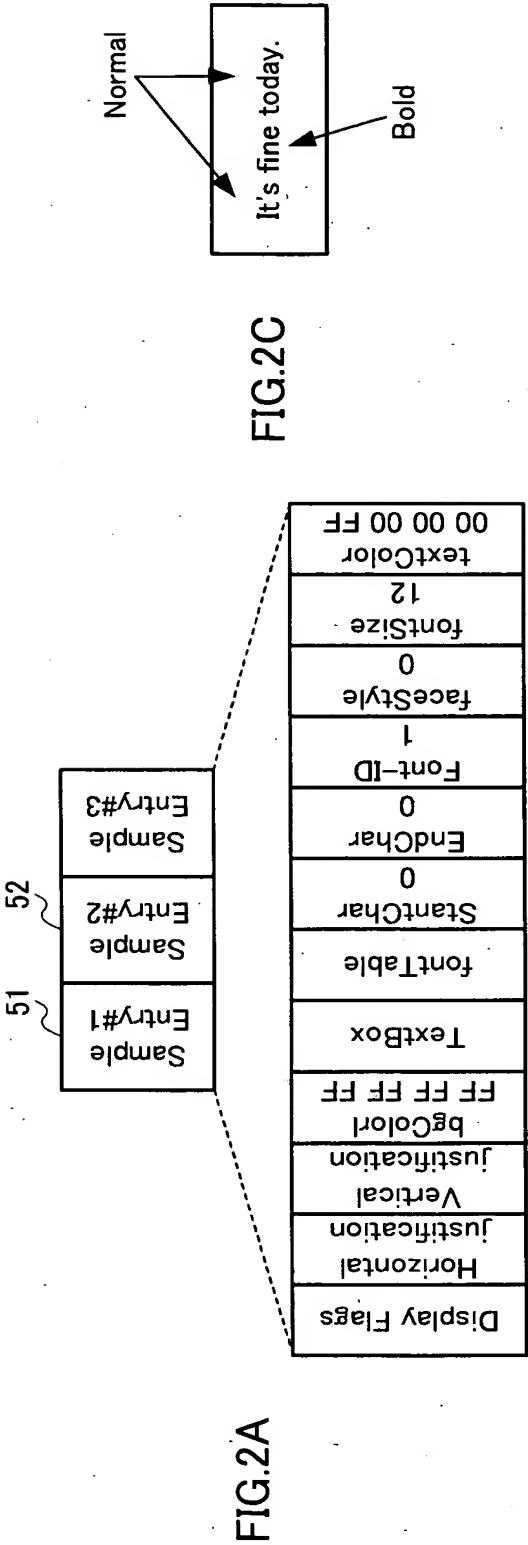 FIG.2A
51
52
Sample
Entry#1
Sample
Entry#2
Sample
Entry#3
Display Flags
Horizontal
justification
Vertical
justification
bgColorl
FF FF FF FF
TextBox
fontTable
StantChar
0
EndChar
0
Font-ID
1
faceStyle
0
fontSize
12
textColor
00 00 00 FF
FIG.2C
Normal
It's fine today.
Bold